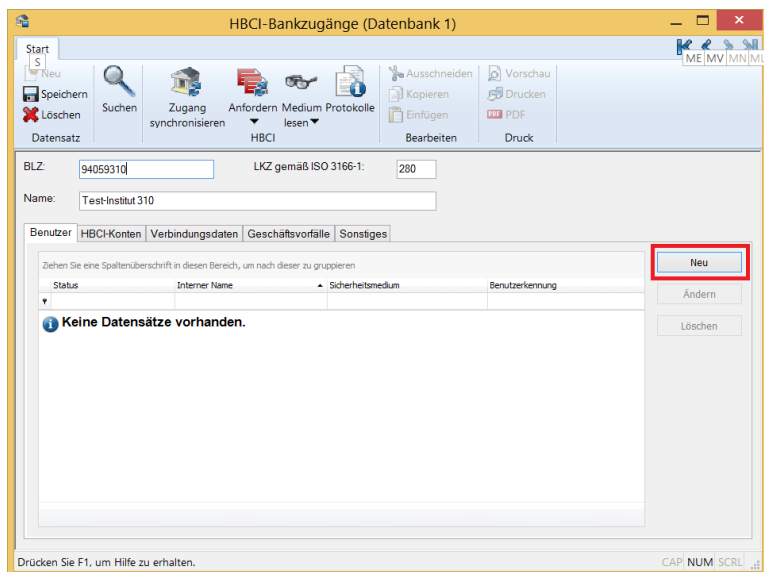 HBCI-Bankzugänge (Datenbank 1)
Start
S
ME MV MN ML
Neu
Speichern
Löschen
Datensatz
Suchen
Zugang
synchronisieren
Anfordern
Medium
lesen
Protokolle
HBCI
Ausschneiden
Kopieren
Einfügen
Bearbeiten
Vorschau
Drucken
PDF PDF
Druck
BLZ: 94059310 LKZ gemäß ISO 3166-1: 280
Name: Test-Institut 310
Benutzer HBCI-Konten Verbindungsdaten Geschäftsvorfälle Sonstiges
Ziehen Sie eine Spaltenüberschrift in diesen Bereich, um nach dieser zu gruppieren
Status Interner Name Sicherheitsmedium Benutzerkennung
Keine Datensätze vorhanden.
Neu
Ändern
Löschen
Drücken Sie F1, um Hilfe zu erhalten.
CAP NUM SCRL